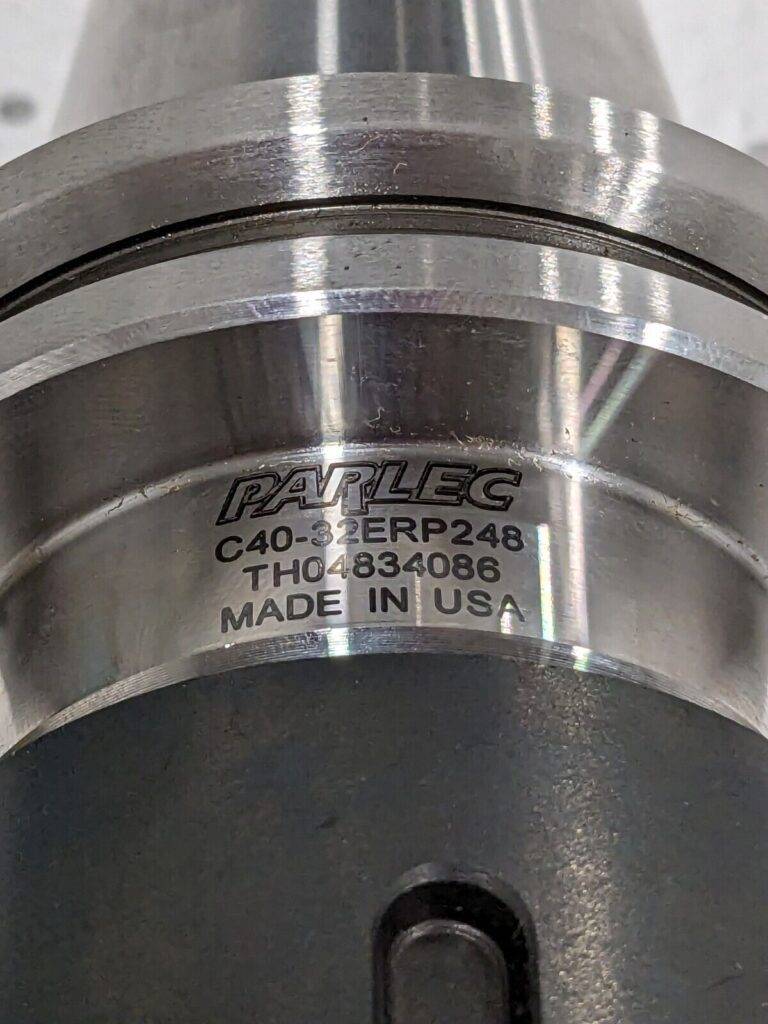 PARLEC
C40-32ERP248
TH04834086
MADE IN USA